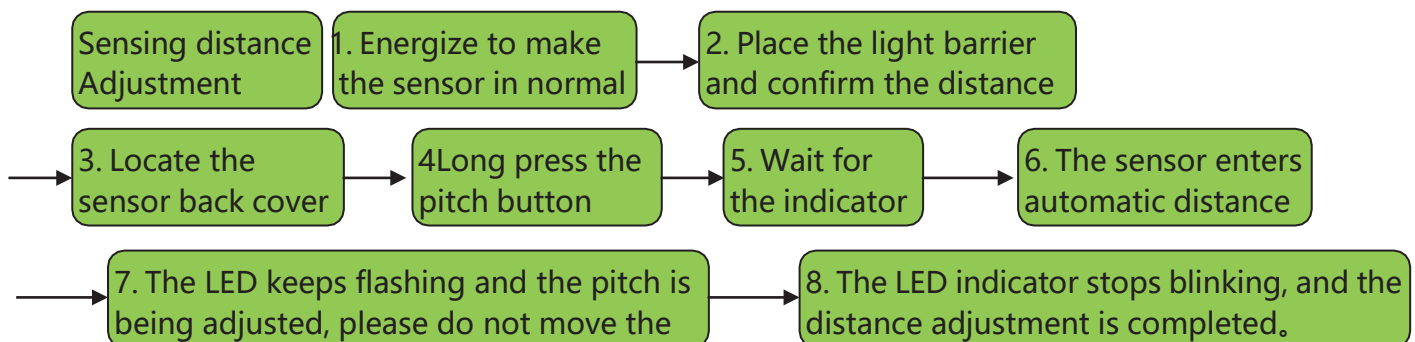 Sensing distance
Adjustment
1. Energize to make
the sensor in normal
2. Place the light barrier
and confirm the distance
3. Locate the
sensor back cover
4Long press the
pitch button
5. Wait for
the indicator
6. The sensor enters
automatic distance
7. The LED keeps flashing and the pitch is
being adjusted, please do not move the
8. The LED indicator stops blinking, and the
distance adjustment is completed。